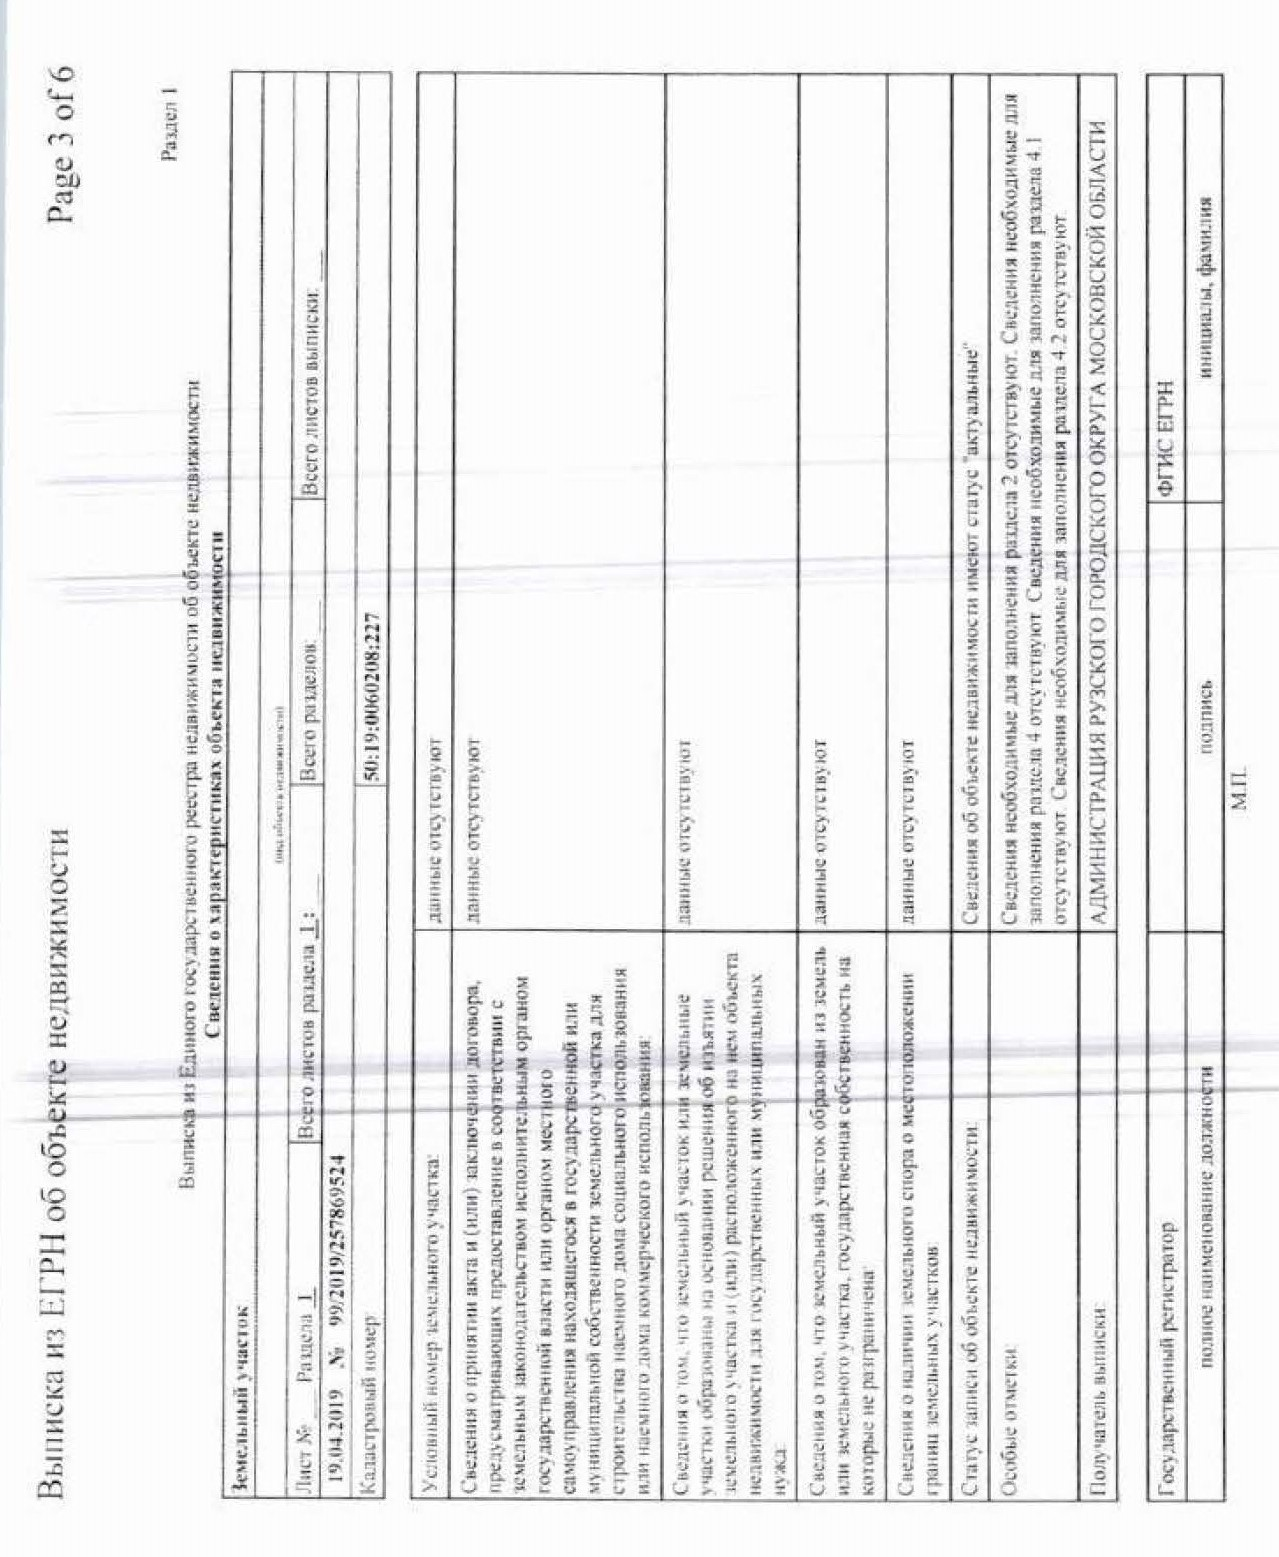 Выписка из ЕГРН об объекте недвижимости Page 3 of 6
Раздел 1
Выписка из Единого государственного реестра недвижимости об объекте недвижимости
Сведения о характеристиках объекта недвижимости
Земельный участок
(вид объекта недвижимости)
Лист № ___ Раздела 1 Всего листов раздела 1 : ___ Всего разделов: ___ Всего листов выписки: ___
19.04.2019 № 99/2019/257869524
Кадастровый номер: 50:19:0060208:227
Условный номер земельного участка: данные отсутствуют
Сведения о принятии акта и (или) заключении договора, данные отсутствуют
предусматривающих предоставление в соответствии с
земельным законодательством исполнительным органом
государственной власти или органом местного
самоуправления находящегося в государственной или
муниципальной собственности земельного участка для
строительства наемного дома социального использования
или наемного дома коммерческого использования:
Сведения о том, что земельный участок или земельные данные отсутствуют
участки образованы на основании решения об изъятии
земельного участка и (или) расположенного на нем объекта
недвижимости для государственных или муниципальных
нужд:
Сведения о том, что земельный участок образован из земель данные отсутствуют
или земельного участка, государственная собственность на
которые не разграничена:
Сведения о наличии земельного спора о местоположении данные отсутствуют
границ земельных участков:
Статус записи об объекте недвижимости: Сведения об объекте недвижимости имеют статус "актуальные"
Особые отметки: Сведения необходимые для заполнения раздела 2 отсутствуют. Сведения необходимые для
заполнения раздела 4 отсутствуют. Сведения необходимые для заполнения раздела 4.1
отсутствуют. Сведения необходимые для заполнения раздела 4.2 отсутствуют.
Получатель выписки: АДМИНИСТРАЦИЯ РУЗСКОГО ГОРОДСКОГО ОКРУГА МОСКОВСКОЙ ОБЛАСТИ
Государственный регистратор ФГИС ЕГРН
полное наименование должности подпись инициалы, фамилия
М.П.